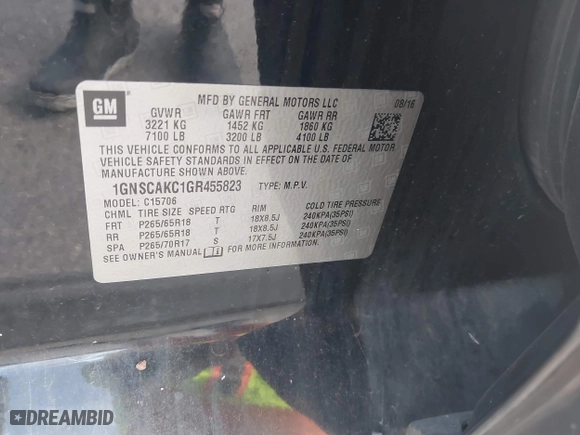 GM
MFD BY GENERAL MOTORS LLC 08/16
GVWR GAWR FRT GAWR RR
3221 KG 1452 KG 1860 KG
7100 LB 3200 LB 4100 LB
THIS VEHICLE CONFORMS TO ALL APPLICABLE U.S. FEDERAL MOTOR
VEHICLE SAFETY STANDARDS IN EFFECT ON THE DATE OF
MANUFACTURE SHOWN ABOVE.
1GNSCAKC1GR455823 TYPE: M.P.V.
MODEL: C15706
CHML TIRE SIZE SPEED RTG RIM COLD TIRE PRESSURE
FRT P265/65R18 T 18X8.5J 240KPA(35PSI)
RR P265/65R18 T 18X8.5J 240KPA(35PSI)
SPA P265/70R17 S 17X7.5J 240KPA(35PSI)
SEE OWNER'S MANUAL FOR MORE INFORMATION.
DREAMBID